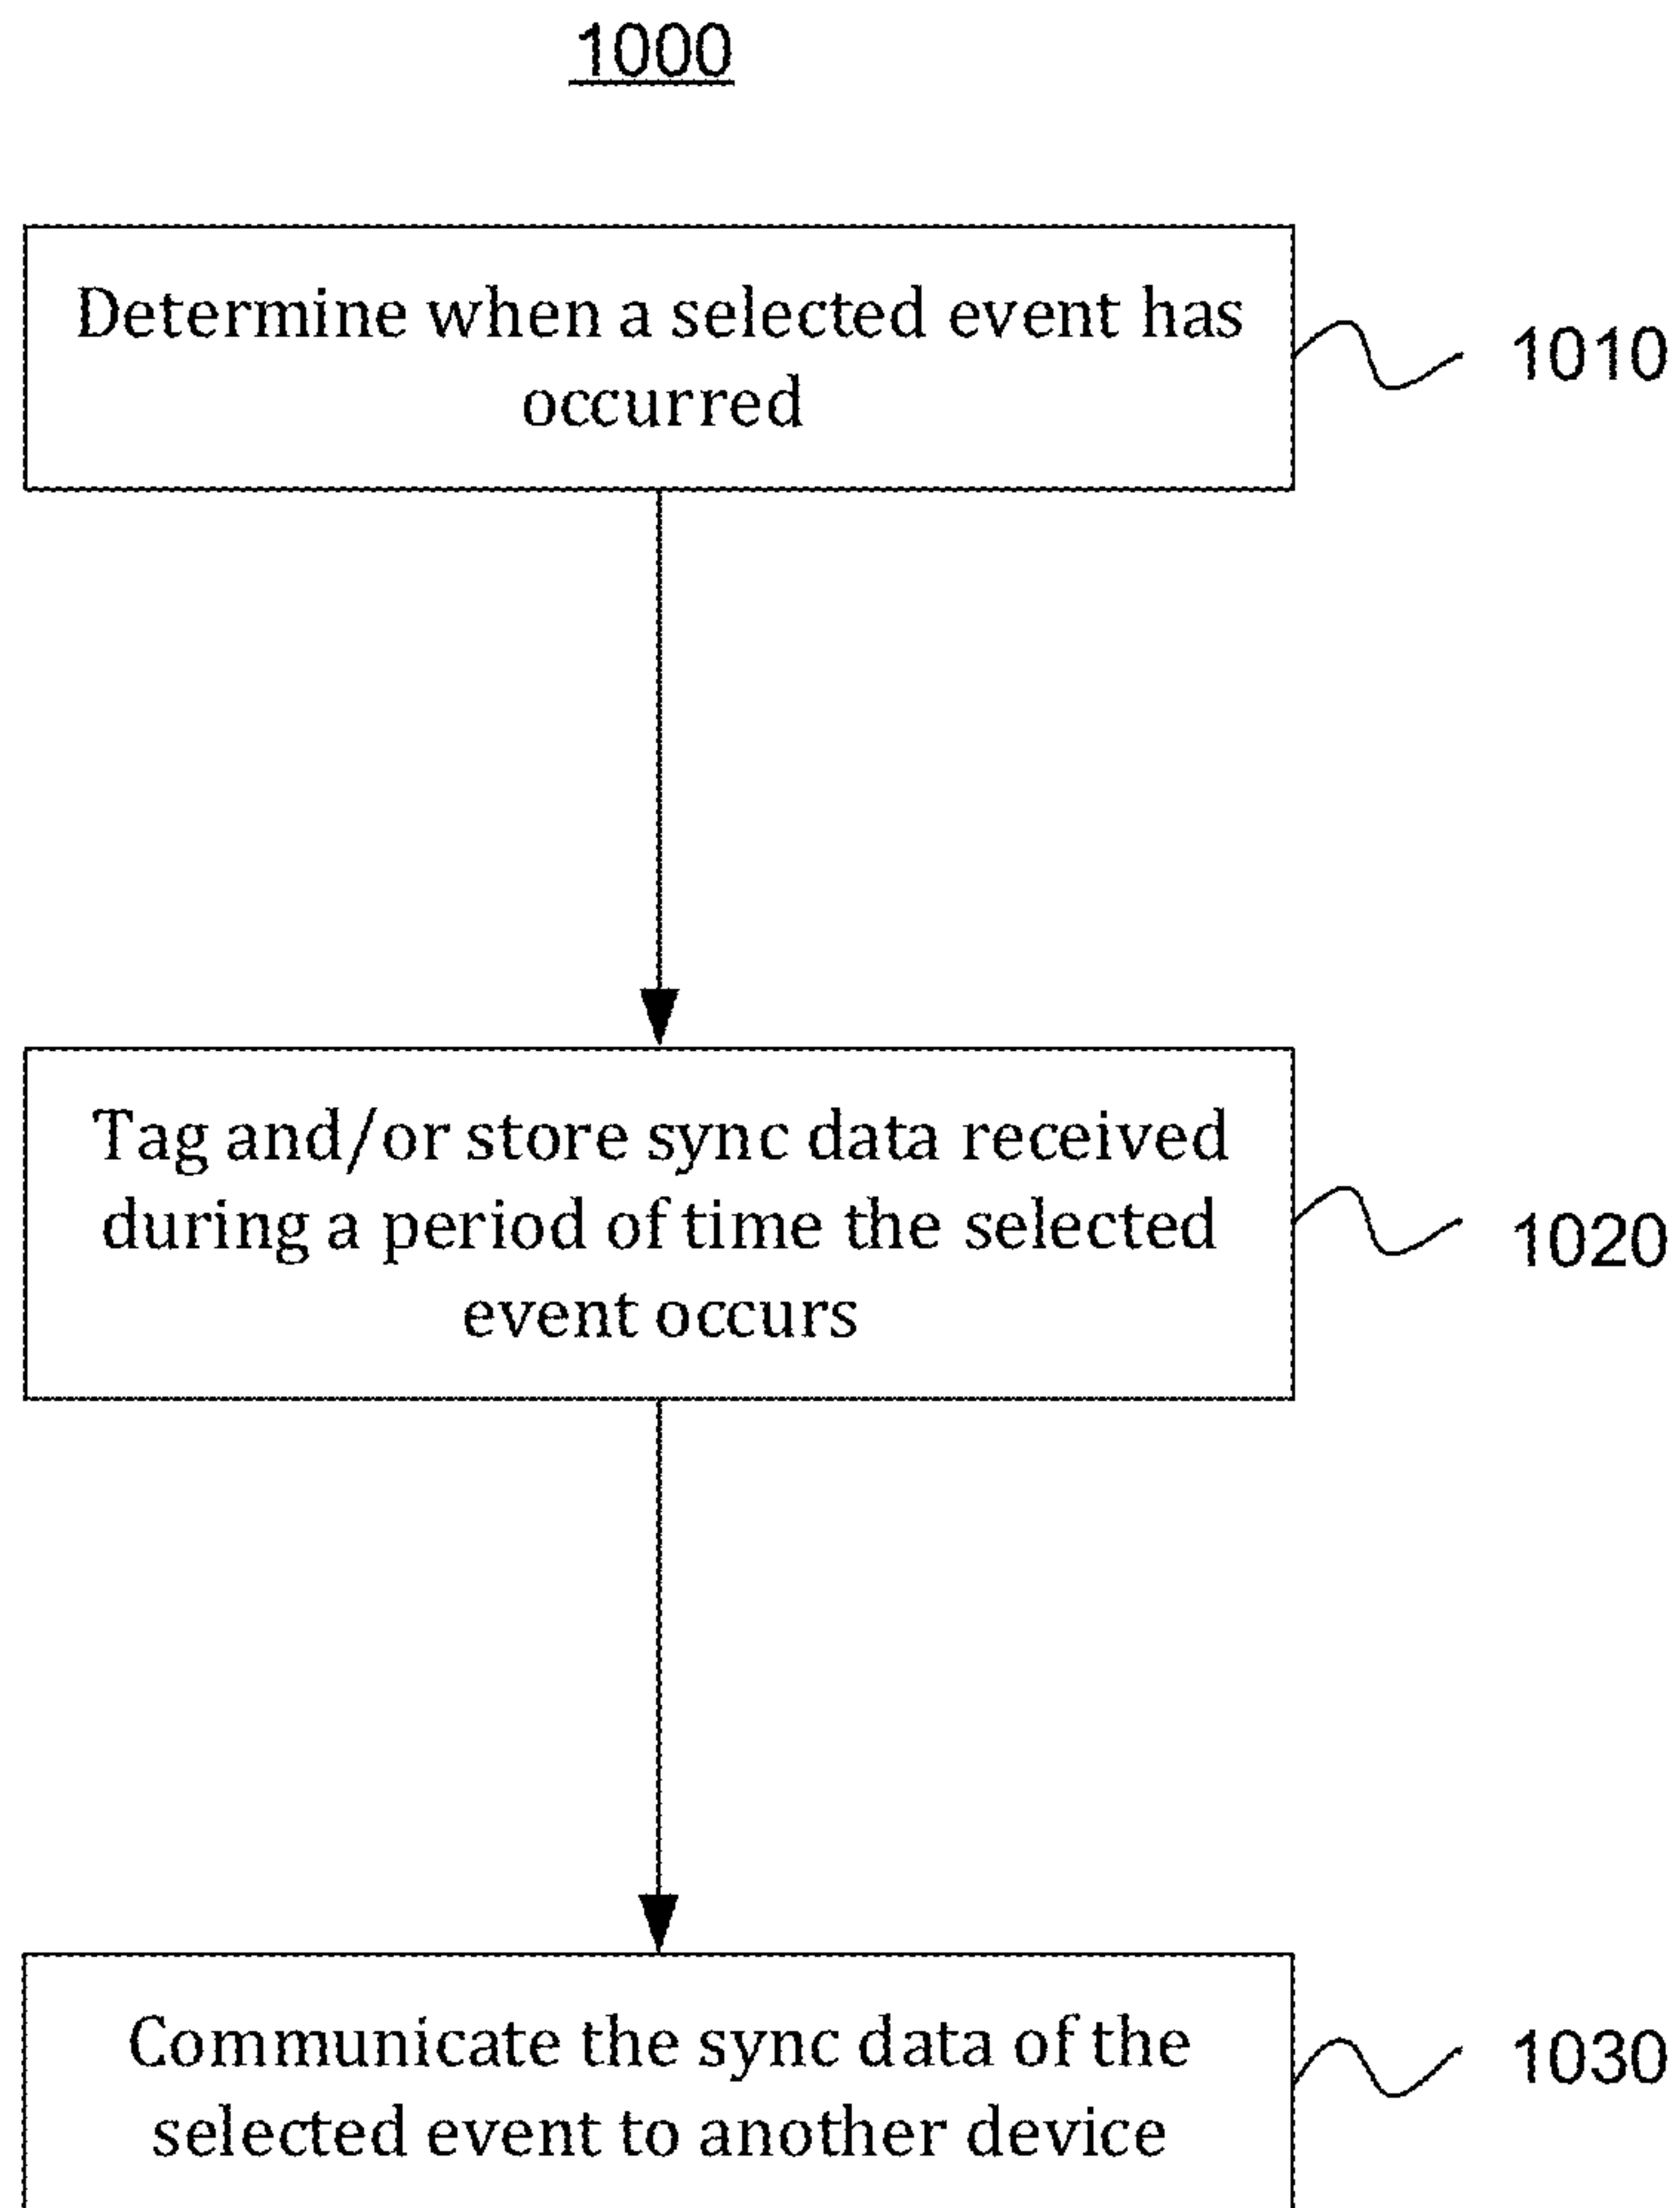 1000
Determine when a selected event has
occurred
1010
Tag and/or store sync data received
during a period of time the selected
event occurs
1020
Communicate the sync data of the
selected event to another device
1030